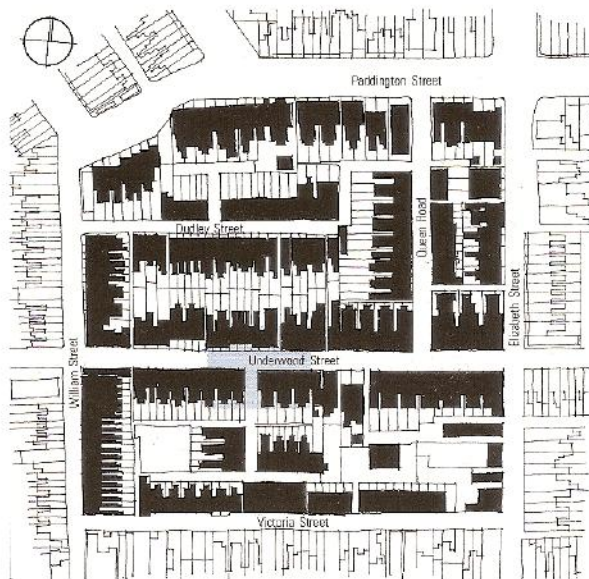 Paddington Street
Dudley Street
Queen Road
Elizabeth Street
Underwood Street
William Street
Victoria Street